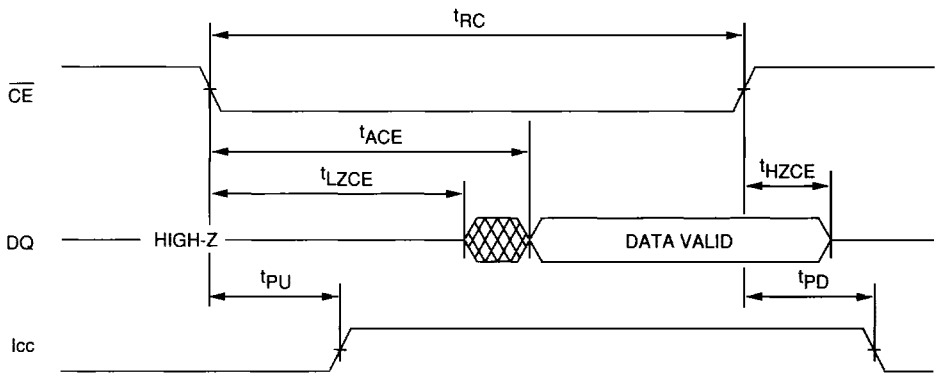 tRC
CE
tACE
tLZCE
tHZCE
DQ HIGH-Z DATA VALID
tPU tPD
Icc